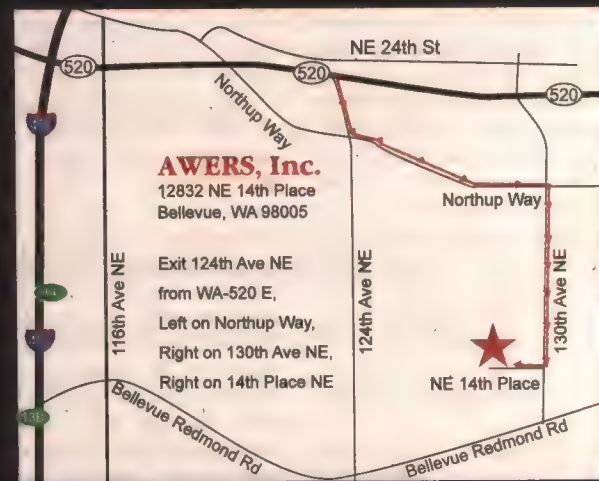 NE 24th St
520
520
520
Northup Way
AWERS, Inc.
12832 NE 14th Place
Bellevue, WA 98005
Northup Way
Exit 124th Ave NE
from WA-520 E,
Left on Northup Way,
Right on 130th Ave NE,
Right on 14th Place NE
116th Ave NE
124th Ave NE
130th Ave NE
NE 14th Place
Bellevue Redmond Rd
Bellevue Redmond Rd